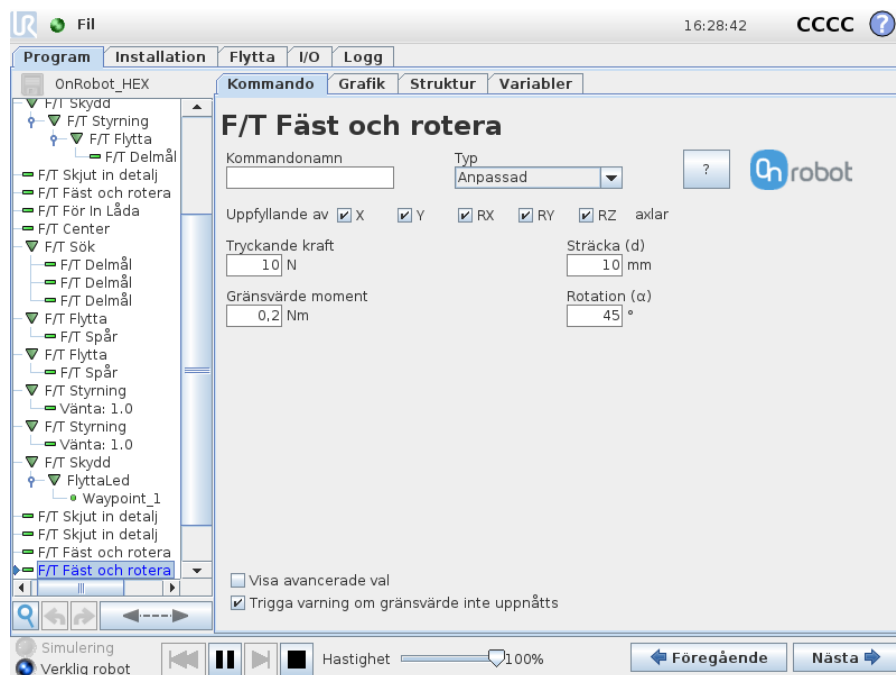 UR Fil 16:28:42 CCCC ?
Program Installation Flytta I/O Logg
OnRobot_HEX
Kommando Grafik Struktur Variabler
F/T Skydd
F/T Styrning
F/T Flytta
F/T Delmål
F/T Skjut in detalj
F/T Fäst och rotera
F/T För In Låda
F/T Center
F/T Sök
F/T Delmål
F/T Delmål
F/T Delmål
F/T Flytta
F/T Spår
F/T Flytta
F/T Spår
F/T Styrning
Vänta: 1.0
F/T Styrning
Vänta: 1.0
F/T Skydd
FlyttaLed
Waypoint_1
F/T Skjut in detalj
F/T Skjut in detalj
F/T Fäst och rotera
F/T Fäst och rotera
F/T Fäst och rotera
Kommandonamn Typ
Anpassad ? On robot
Uppfyllande av X Y RX RY RZ axlar
Tryckande kraft Sträcka (d)
10 N 10 mm
Gränsvärde moment Rotation (α)
0,2 Nm 45 °
Visa avancerade val
Trigga varning om gränsvärde inte uppnåtts
Simulering
Verklig robot
Hastighet 100% Föregående Nästa